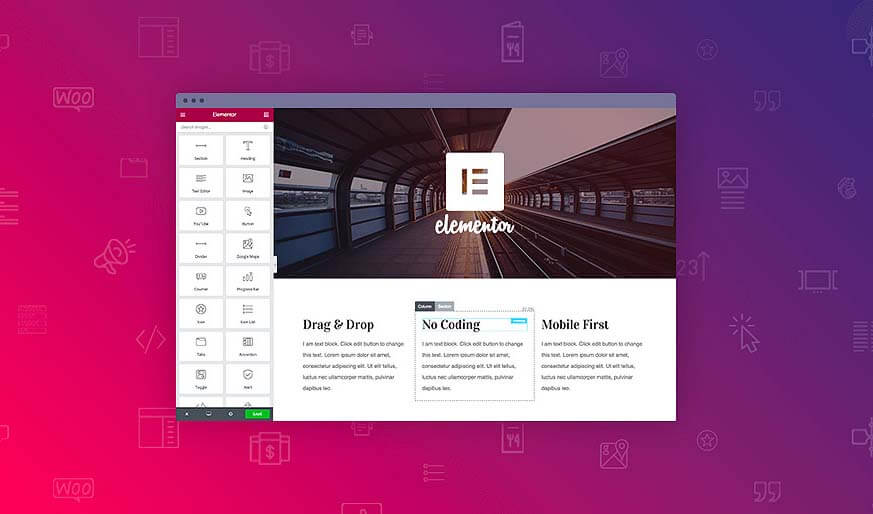 WOO
Elementor
Search Widget...
Section
Heading
Text Editor
Image
YouTube
Button
Divider
Google Maps
Counter
Progress Bar
Icon
Icon List
Tabs
Accordion
Toggle
Alert
SAVE
elementor
Column
Section
Drag & Drop
I am text block. Click edit button to change
this text. Lorem ipsum dolor sit amet,
consectetur adipiscing elit. Ut elit tellus,
luctus nec ullamcorper mattis, pulvinar
dapibus leo.
No Coding
I am text block. Click edit button to change
this text. Lorem ipsum dolor sit amet,
consectetur adipiscing elit. Ut elit tellus,
luctus nec ullamcorper mattis, pulvinar
dapibus leo.
Mobile First
I am text block. Click edit button to change
this text. Lorem ipsum dolor sit amet,
consectetur adipiscing elit. Ut elit tellus,
luctus nec ullamcorper mattis, pulvinar
dapibus leo.
23
WOO